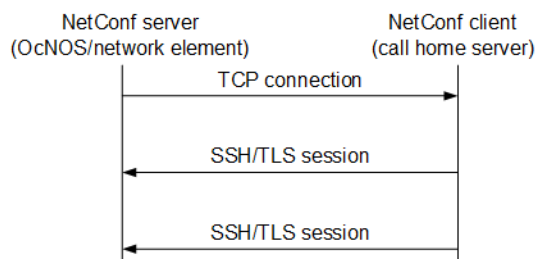 NetConf server
(OcNOS/network element)
NetConf client
(call home server)
TCP connection
SSH/TLS session
SSH/TLS session